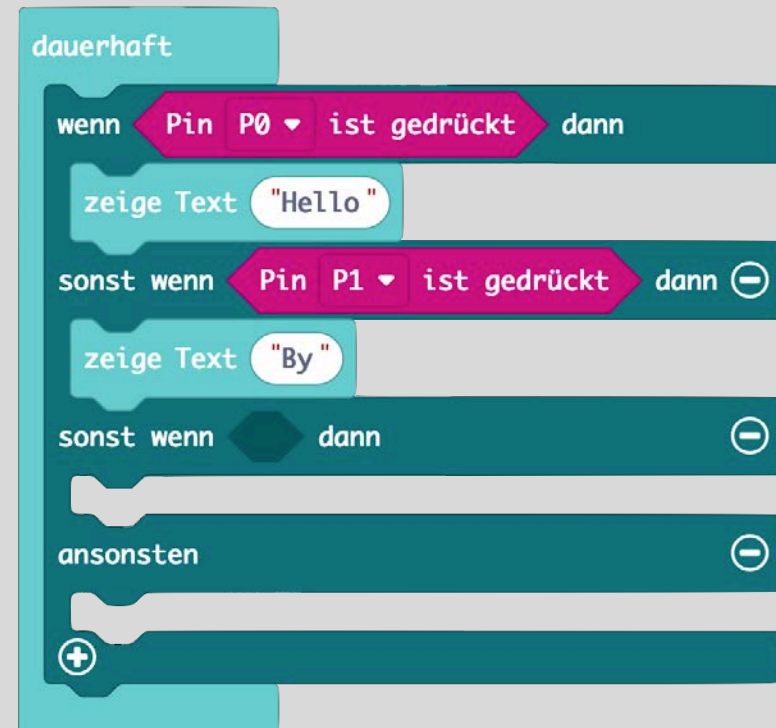 dauerhaft
wenn Pin P0 ist gedrückt dann
zeige Text "Hello"
sonst wenn Pin P1 ist gedrückt dann
zeige Text "By"
sonst wenn dann
ansonsten